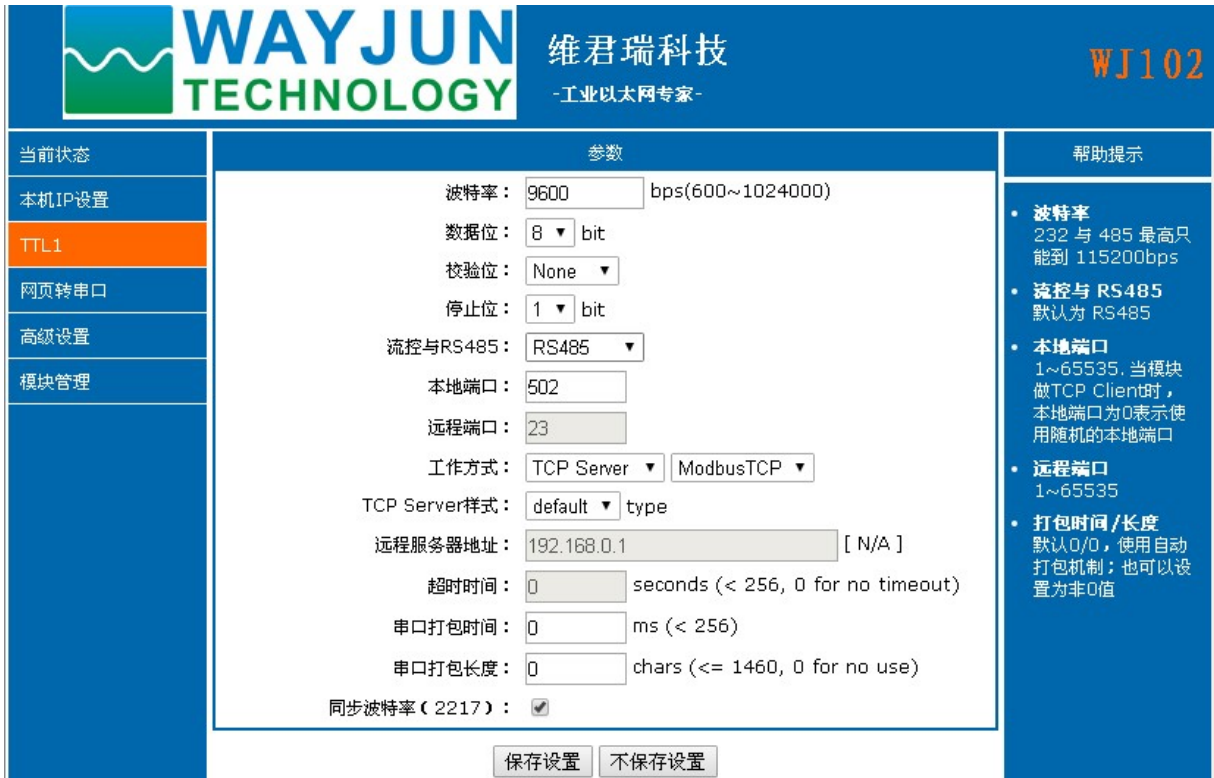 WAYJUN
TECHNOLOGY
维君瑞科技
-工业以太网专家-
WJ102
当前状态
本机IP设置
TTL1
网页转串口
高级设置
模块管理
参数
波特率： 9600 bps(600~1024000)
数据位： 8 bit
校验位： None
停止位： 1 bit
流控与RS485： RS485
本地端口： 502
远程端口： 23
工作方式： TCP Server ModbusTCP
TCP Server样式： default type
远程服务器地址： 192.168.0.1 [ N/A ]
超时时间： 0 seconds (< 256, 0 for no timeout)
串口打包时间： 0 ms (< 256)
串口打包长度： 0 chars (<= 1460, 0 for no use)
同步波特率(2217)：
保存设置 不保存设置
帮助提示
• 波特率
232 与 485 最高只
能到 115200bps
• 流控与 RS485
默认为 RS485
• 本地端口
1~65535. 当模块
做TCP Client时，
本地端口为0表示使
用随机的本地端口
• 远程端口
1~65535
• 打包时间/长度
默认0/0，使用自动
打包机制；也可以设
置为非0值